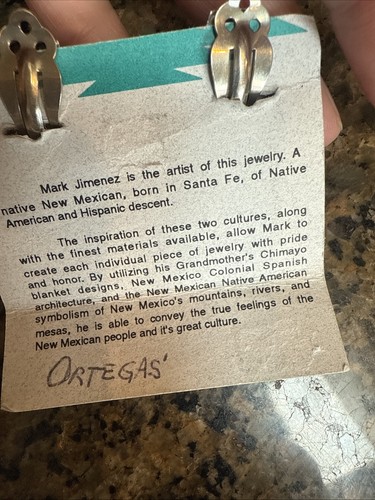 Mark Jimenez is the artist of this jewelry. A
native New Mexican, born in Santa Fe, of Native
American and Hispanic descent.
The inspiration of these two cultures, along
with the finest materials available, allow Mark to
create each individual piece of jewelry with pride
and honor. By utilizing his Grandmother's Chimayo
blanket designs, New Mexico Colonial Spanish
architecture, and the New Mexican Native American
symbolism of New Mexico's mountains, rivers, and
mesas, he is able to convey the true feelings of the
New Mexican people and it's great culture.
ORTEGAS'